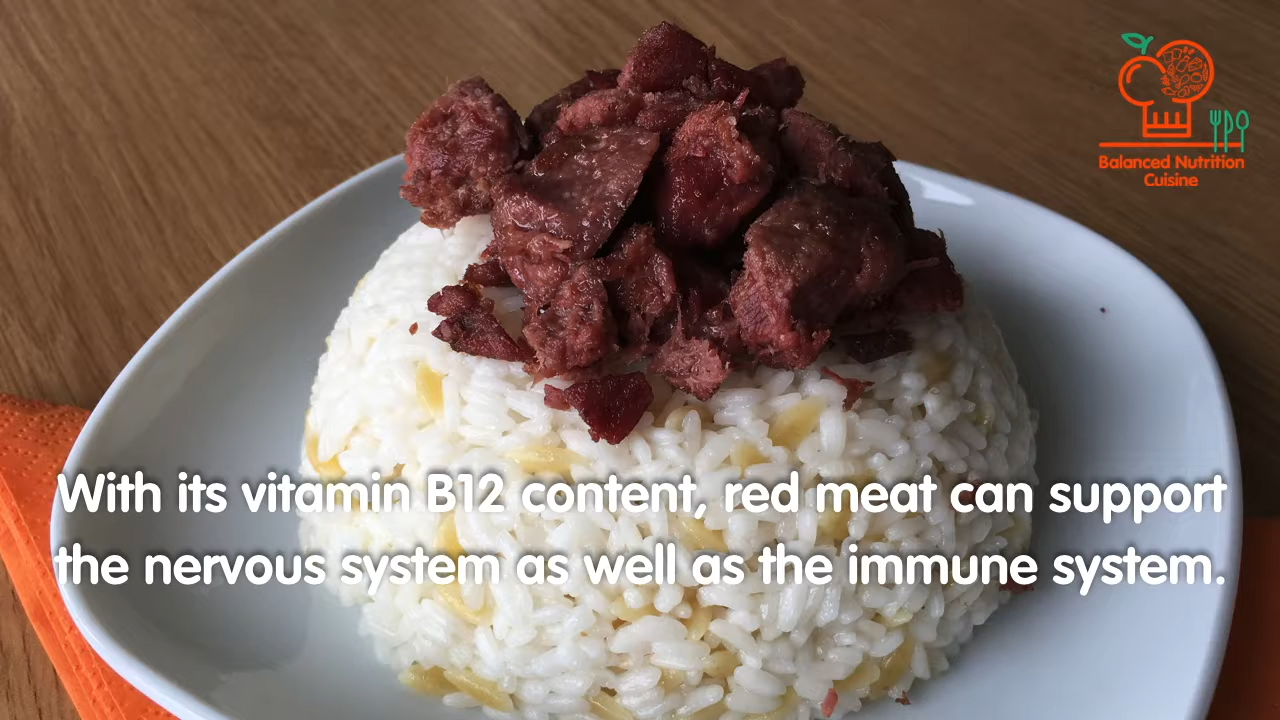 Balanced Nutrition
Cuisine
With its vitamin B12 content, red meat can support
the nervous system as well as the immune system.